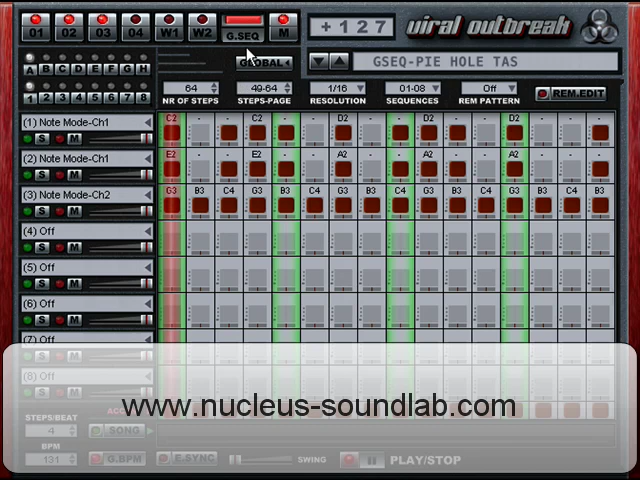 01 02 03 04 W1 W2 G.SEQ M
+127
viral outbreak
A B C D E F G H
GLOBAL
GSEQ-PIE HOLE TAS
1 2 3 4 5 6 7 8
64 49-64 1/16 01-08 Off
NR OF STEPS STEPS-PAGE RESOLUTION SEQUENCES REM PATTERN REM.EDIT
C2 - - C2 - - D2 - - - - - D2 - - -
(1) Note Mode-Ch1
S M
E2 - - E2 - - A2 - - A2 - - A2 - - -
(2) Note Mode-Ch1
S M
G3 B3 C4 G3 B3 C4 G3 B3 C4 G3 B3 C4 G3 B3 C4 B3
(3) Note Mode-Ch2
S M
(4) Off
S M
(5) Off
S M
(6) Off
S M
(7) Off
S M
(8) Off
S M
www.nucleus-soundlab.com
STEPS/BEAT
4 SONG
BPM
131 G.BPM E.SYNC SWING PLAY/STOP